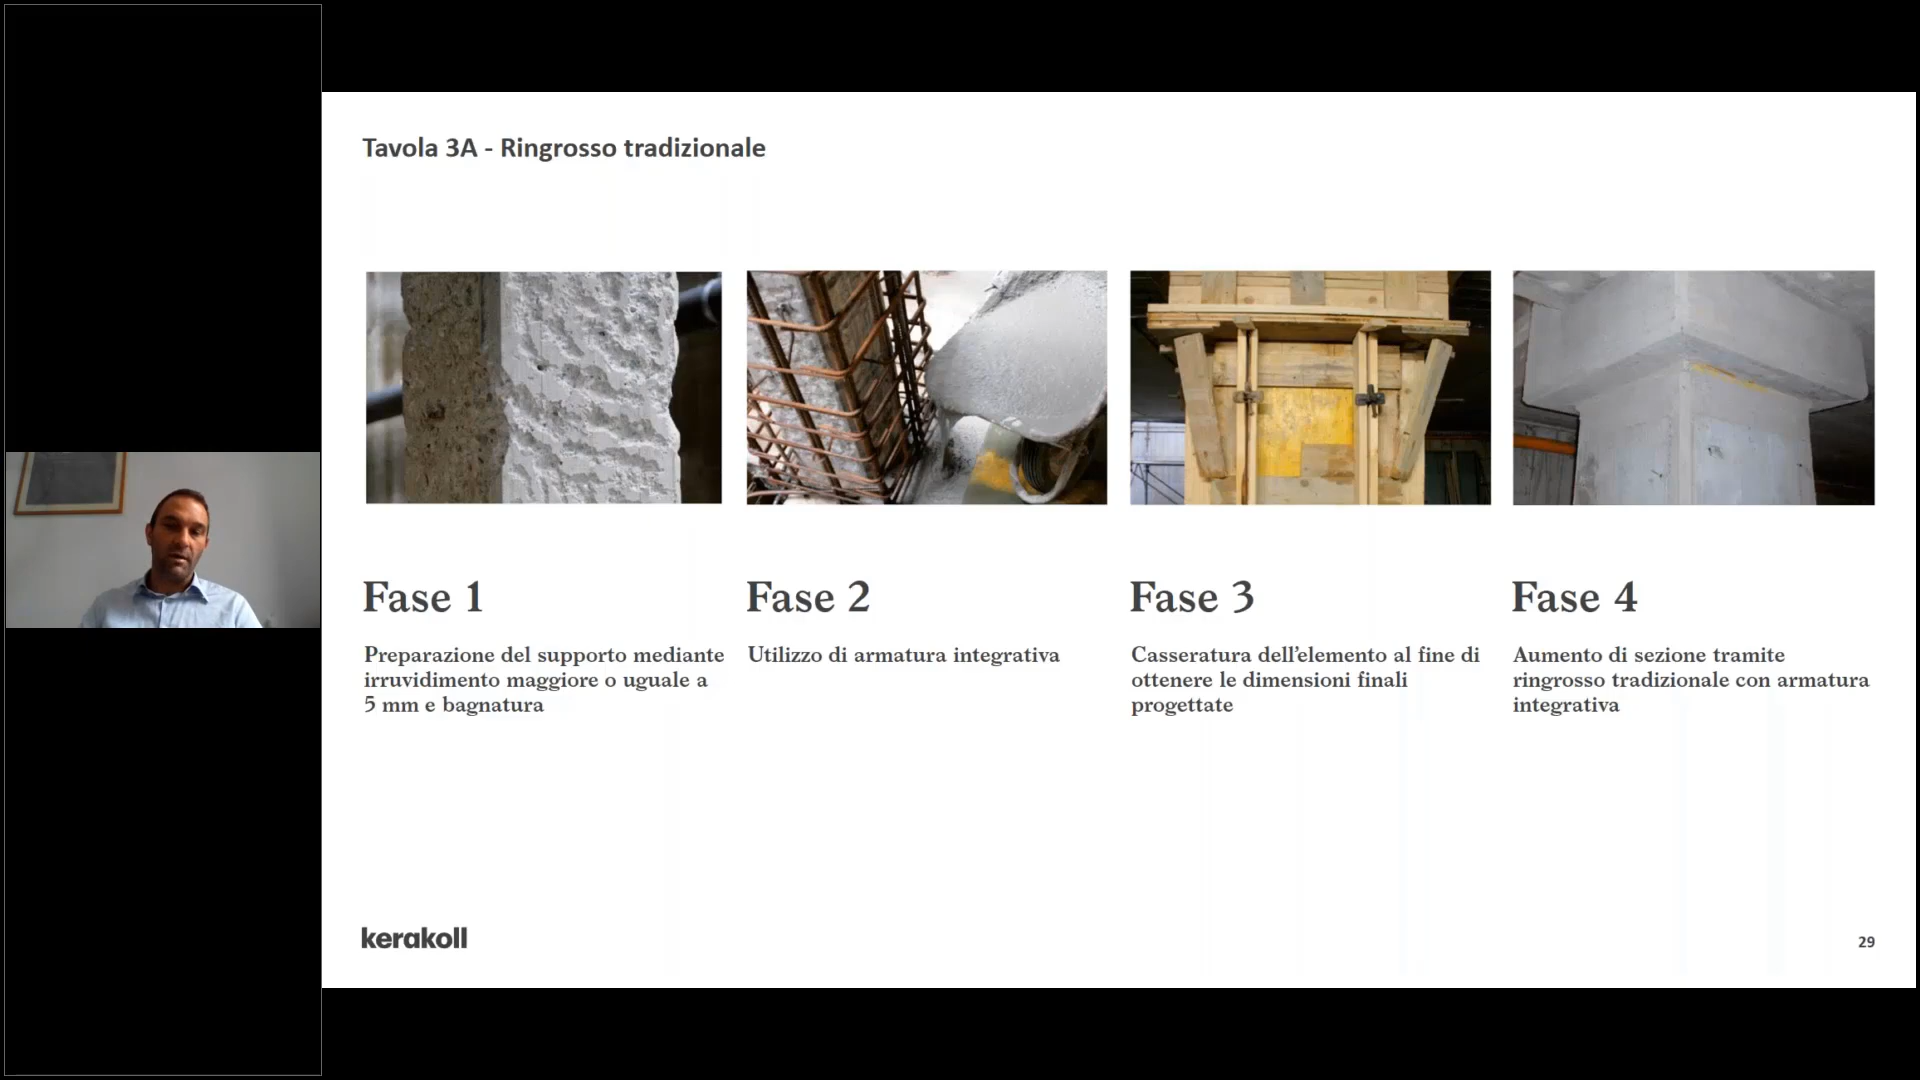 Tavola 3A - Ringrosso tradizionale
Fase 1
Preparazione del supporto mediante
irruvidimento maggiore o uguale a
5 mm e bagnatura
Fase 2
Utilizzo di armatura integrativa
Fase 3
Casseratura dell’elemento al fine di
ottenere le dimensioni finali
progettate
Fase 4
Aumento di sezione tramite
ringrosso tradizionale con armatura
integrativa
kerakoll
29